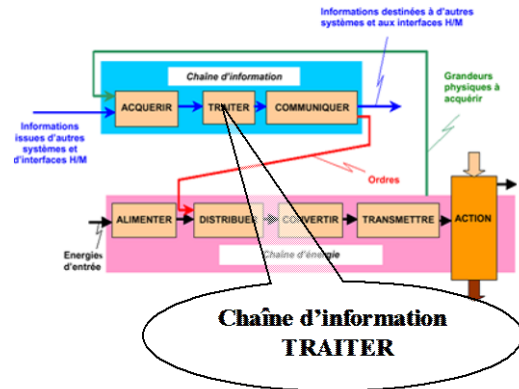 Informations destinées à d'autres
systèmes et aux interfaces H/M
Chaîne d'information
Grandeurs
physiques à
acquérir
ACQUERIR
TRAITER
COMMUNIQUER
Informations
issues d'autres
systèmes et
d'interfaces H/M
Ordres
ALIMENTER
DISTRIBUER
CONVERTIR
TRANSMETTRE
ACTION
Energies
d'entrée
Chaîne d'énergie
Chaîne d'information
TRAITER